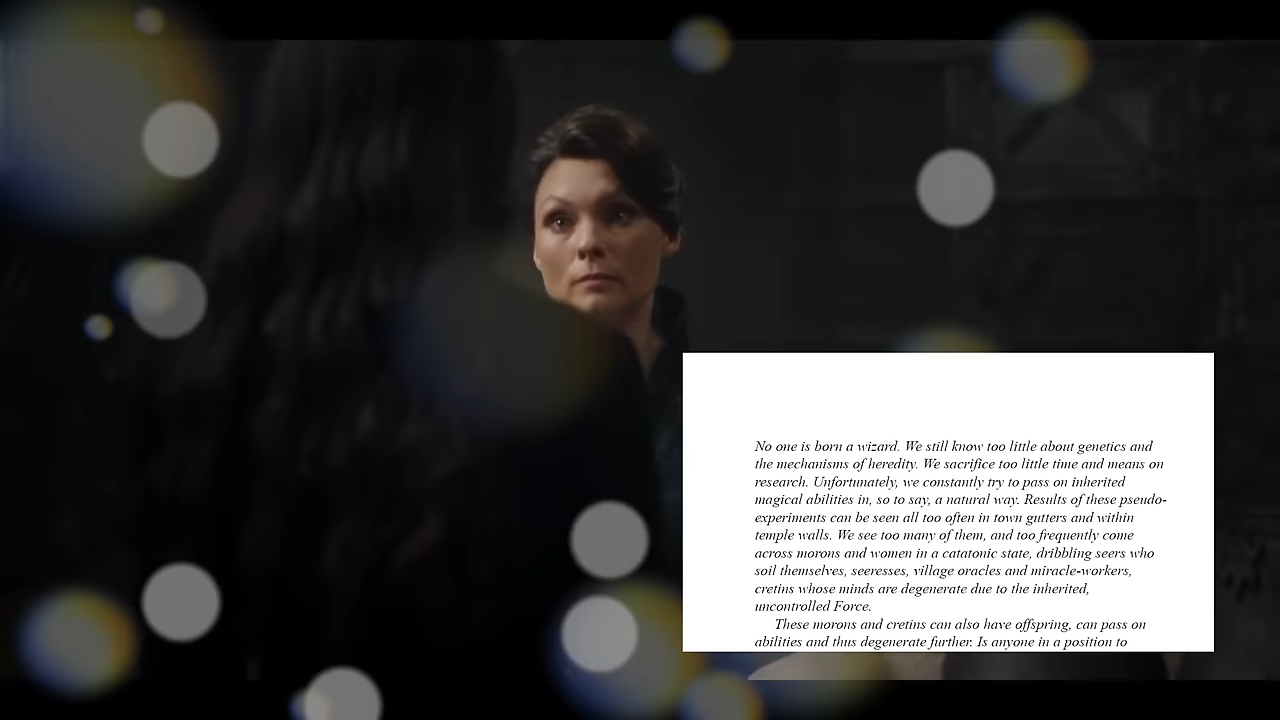 No one is born a wizard. We still know too little about genetics and
the mechanisms of heredity. We sacrifice too little time and means on
research. Unfortunately, we constantly try to pass on inherited
magical abilities in, so to say, a natural way. Results of these pseudo-
experiments can be seen all too often in town gutters and within
temple walls. We see too many of them, and too frequently come
across morons and women in a catatonic state, dribbling seers who
soil themselves, seeresses, village oracles and miracle-workers,
cretins whose minds are degenerate due to the inherited,
uncontrolled Force.
These morons and cretins can also have offspring, can pass on
abilities and thus degenerate further. Is anyone in a position to